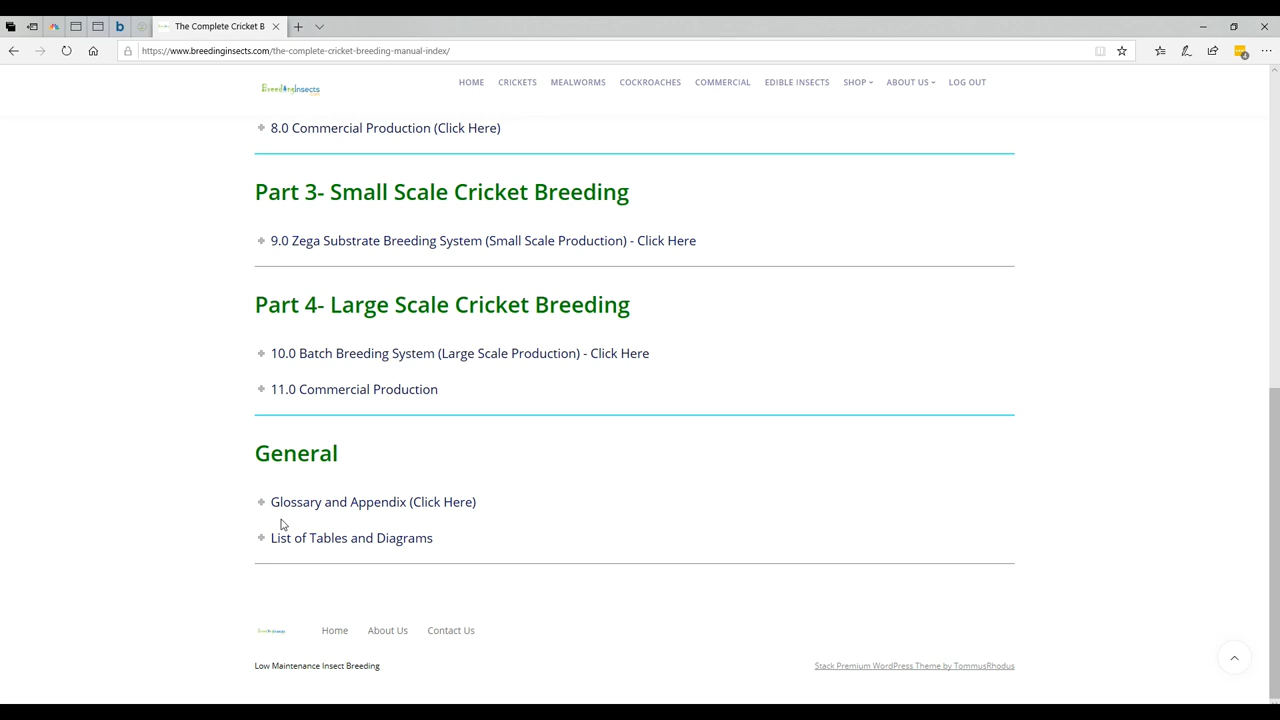 The Complete Cricket B
https://www.breedinginsects.com/the-complete-cricket-breeding-manual-index/
BreedingInsects
HOME CRICKETS MEALWORMS COCKROACHES COMMERCIAL EDIBLE INSECTS SHOP ABOUT US LOG OUT
8.0 Commercial Production (Click Here)
Part 3- Small Scale Cricket Breeding
9.0 Zega Substrate Breeding System (Small Scale Production) - Click Here
Part 4- Large Scale Cricket Breeding
10.0 Batch Breeding System (Large Scale Production) - Click Here
11.0 Commercial Production
General
Glossary and Appendix (Click Here)
List of Tables and Diagrams
BreedingInsects Home About Us Contact Us
Low Maintenance Insect Breeding Stack Premium WordPress Theme by TommusRhodus